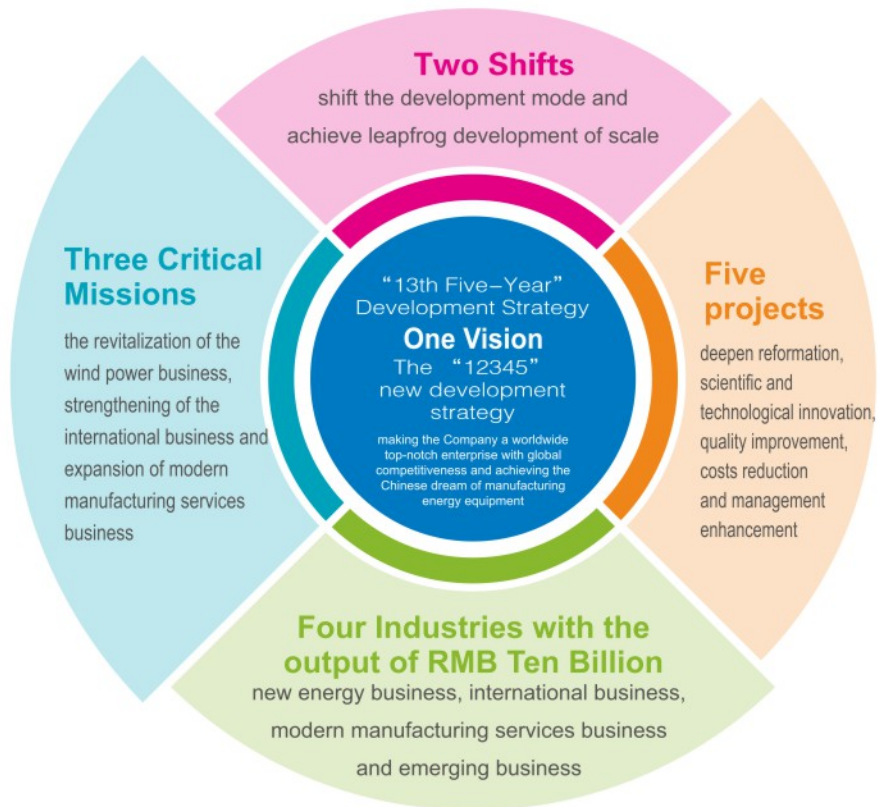 Two Shifts
shift the development mode and
achieve leapfrog development of scale
Three Critical
Missions
the revitalization of the
wind power business,
strengthening of the
international business and
expansion of modern
manufacturing services
business
“13th Five–Year”
Development Strategy
One Vision
The “12345”
new development
strategy
making the Company a worldwide
top-notch enterprise with global
competitiveness and achieving the
Chinese dream of manufacturing
energy equipment
Five
projects
deepen reformation,
scientific and
technological innovation,
quality improvement,
costs reduction
and management
enhancement
Four Industries with the
output of RMB Ten Billion
new energy business, international business,
modern manufacturing services business
and emerging business